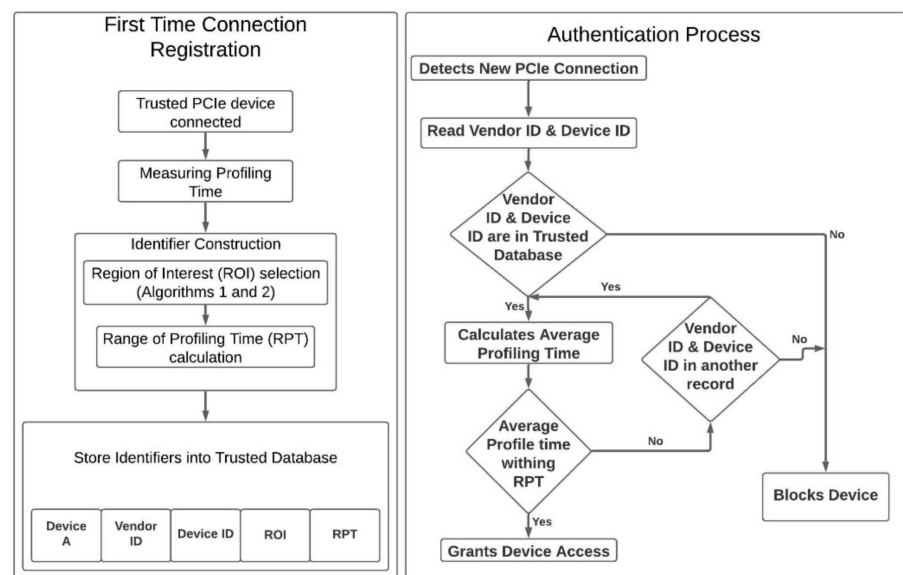 First Time Connection
Registration
Trusted PCIe device
connected
Measuring Profiling
Time
Identifier Construction
Region of Interest (ROI) selection
(Algorithms 1 and 2)
Range of Profiling Time (RPT)
calculation
Store Identifiers into Trusted Database
Device
A
Vendor
ID
Device ID
ROI
RPT
Authentication Process
Detects New PCIe Connection
Read Vendor ID & Device ID
Vendor
ID & Device
ID are in Trusted
Database
No
Yes
Yes
Calculates Average
Profiling Time
Vendor
ID & Device
ID in another
record
No
Average
Profile time
withing
RPT
No
Yes
Blocks Device
Grants Device Access